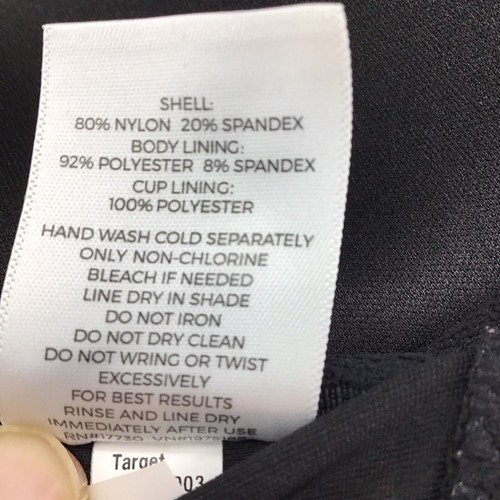 SHELL:
80% NYLON 20% SPANDEX
BODY LINING:
92% POLYESTER 8% SPANDEX
CUP LINING:
100% POLYESTER
HAND WASH COLD SEPARATELY
ONLY NON-CHLORINE
BLEACH IF NEEDED
LINE DRY IN SHADE
DO NOT IRON
DO NOT DRY CLEAN
DO NOT WRING OR TWIST
EXCESSIVELY
FOR BEST RESULTS
RINSE AND LINE DRY
IMMEDIATELY AFTER USE
Target
003